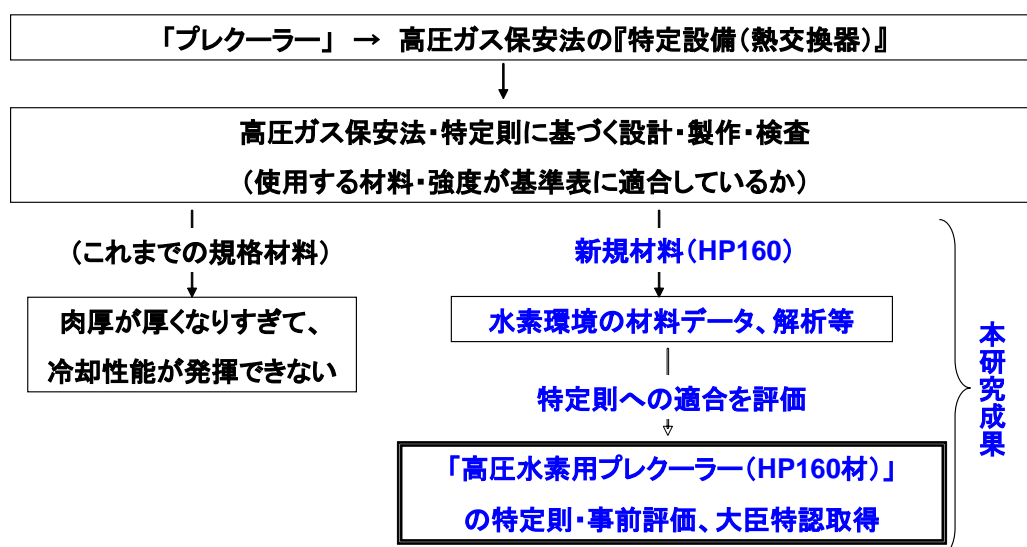 「プレクーラー」 → 高圧ガス保安法の『特定設備（熱交換器）』
高圧ガス保安法・特定則に基づく設計・製作・検査
（使用する材料・強度が基準表に適合しているか）
（これまでの規格材料）
肉厚が厚くなりすぎて、
冷却性能が発揮できない
新規材料（HP160）
水素環境の材料データ、解析等
特定則への適合を評価
「高圧水素用プレクーラー（HP160材）」
の特定則・事前評価、大臣特認取得
本研究成果